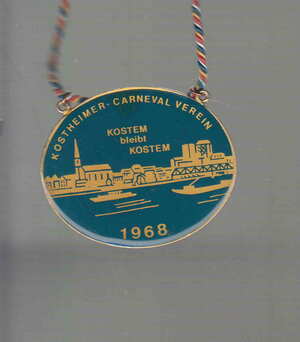 KOSTHEIMER-CARNEVAL VEREIN
KOSTEM
bleibt
KOSTEM
1968